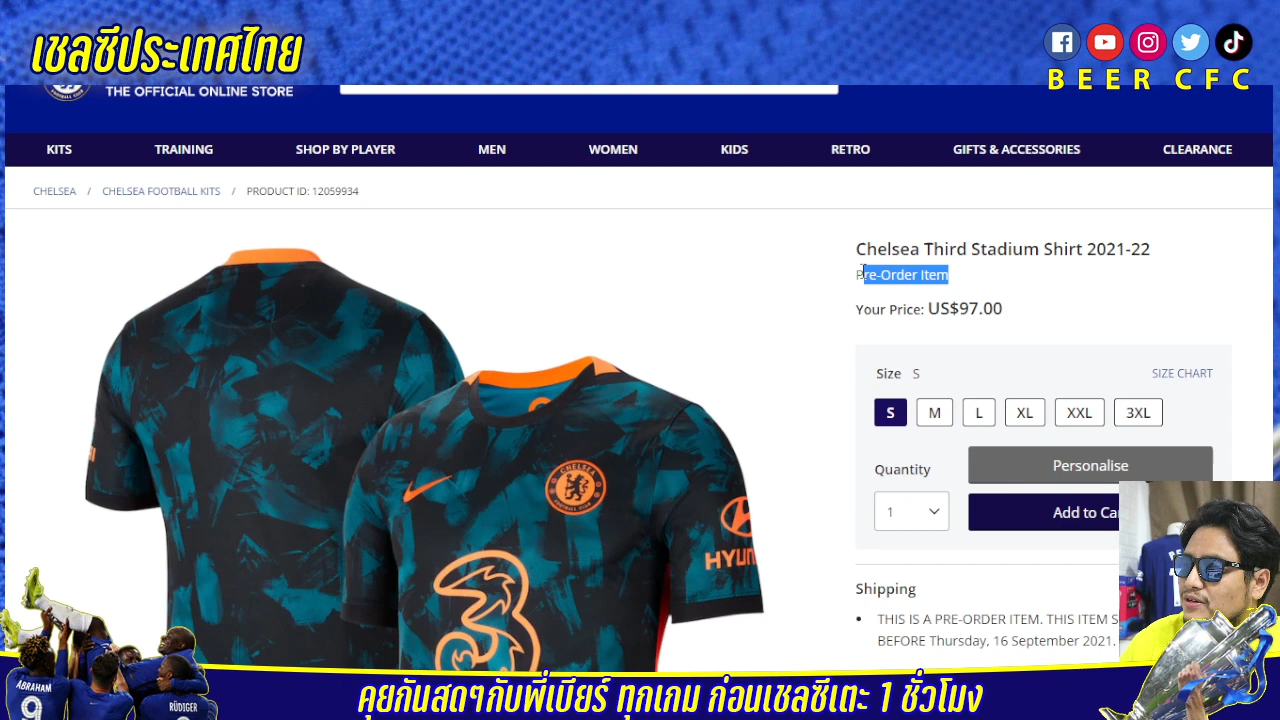 เชลซีประเทศไทย
BEER CFC
THE OFFICIAL ONLINE STORE
KITS TRAINING SHOP BY PLAYER MEN WOMEN KIDS RETRO GIFTS & ACCESSORIES CLEARANCE
CHELSEA / CHELSEA FOOTBALL KITS / PRODUCT ID: 12059934
Chelsea Third Stadium Shirt 2021-22
Pre-Order Item
Your Price: US$97.00
Size S SIZE CHART
S M L XL XXL 3XL
Quantity
1
Personalise
Add to Ca
Shipping
THIS IS A PRE-ORDER ITEM. THIS ITEM S
BEFORE Thursday, 16 September 2021.
CHELSEA
FOOTBALL CLUB
HYUN
3
ABRAHAM
9
RÜDIGER
คุยกันสดๆกับพี่เบียร์ ทุกเกม ก่อนเชลซีเตะ 1 ชั่วโมง